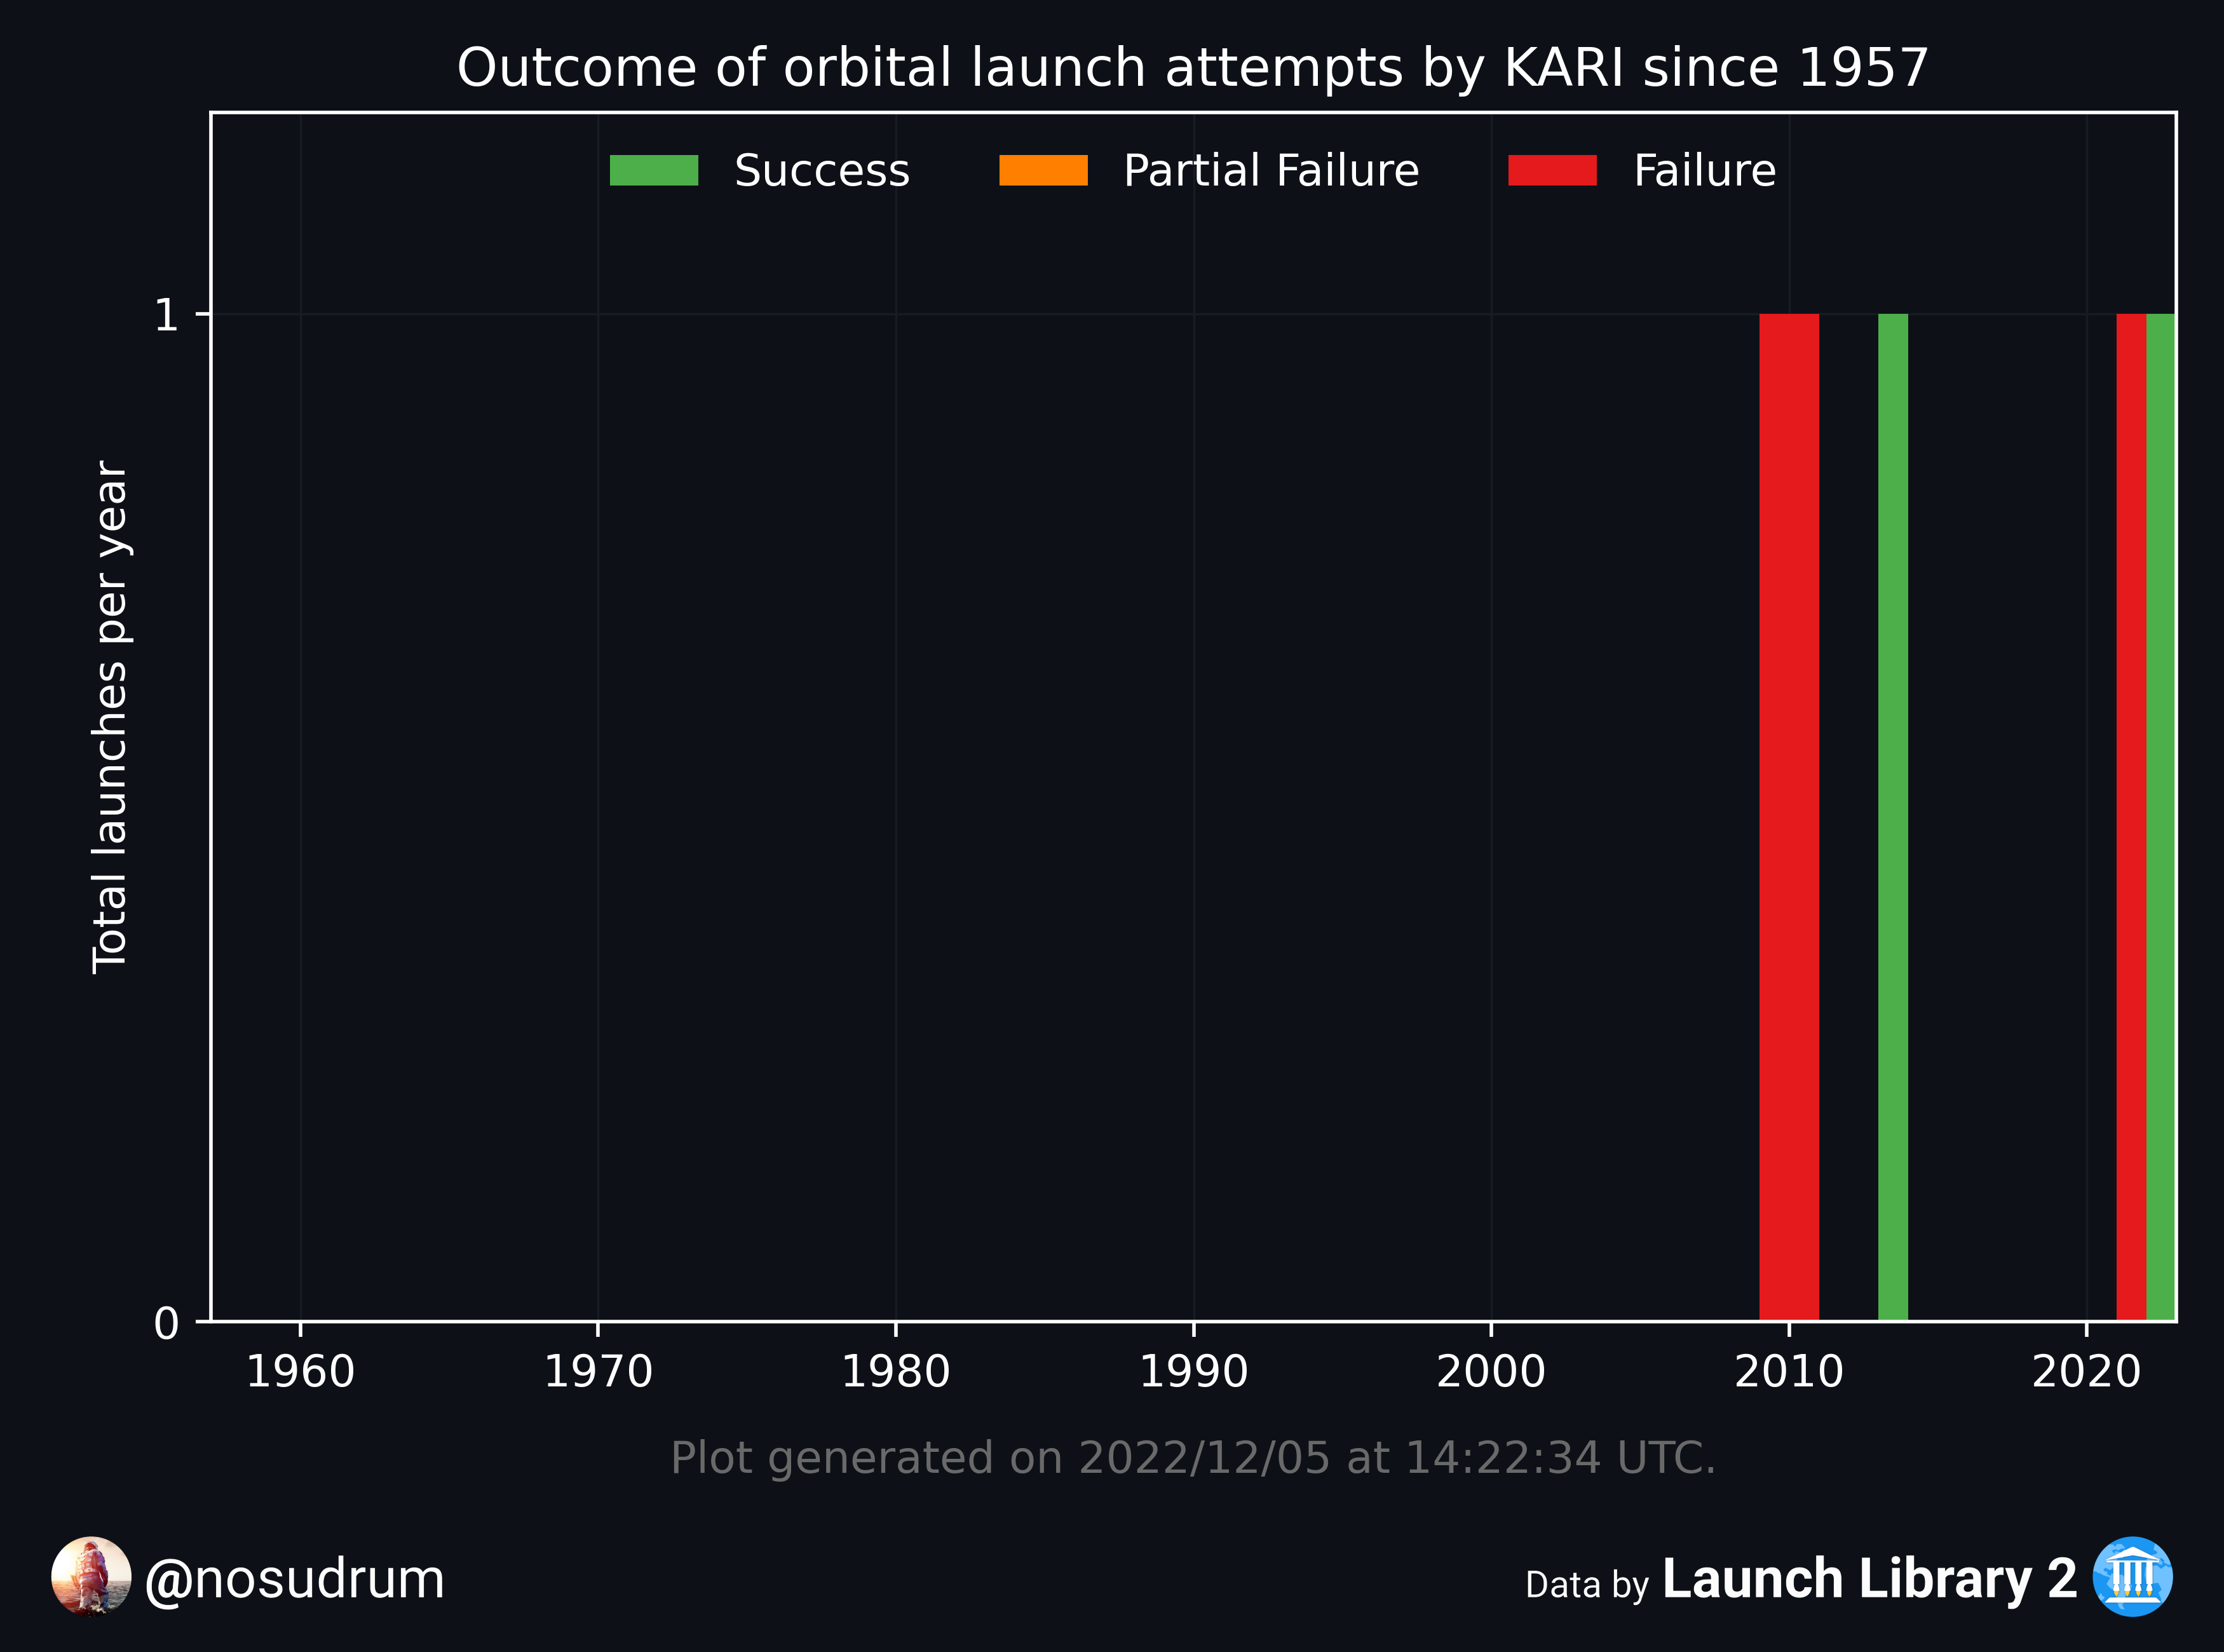 Outcome of orbital launch attempts by KARI since 1957
Success Partial Failure Failure
Total launches per year
1
0
1960 1970 1980 1990 2000 2010 2020
Plot generated on 2022/12/05 at 14:22:34 UTC.
@nosudrum
Data by Launch Library 2